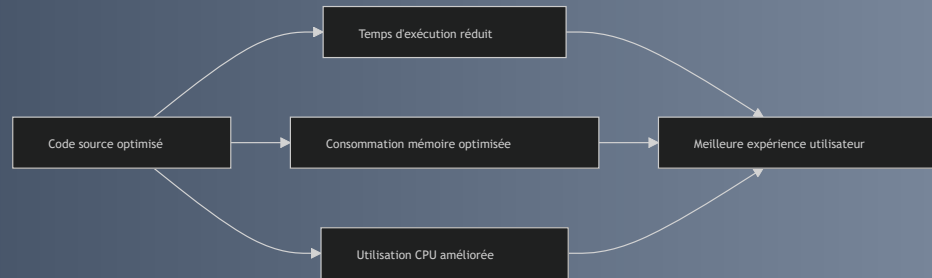 Temps d'exécution réduit
Code source optimisé
Consommation mémoire optimisée
Meilleure expérience utilisateur
Utilisation CPU améliorée